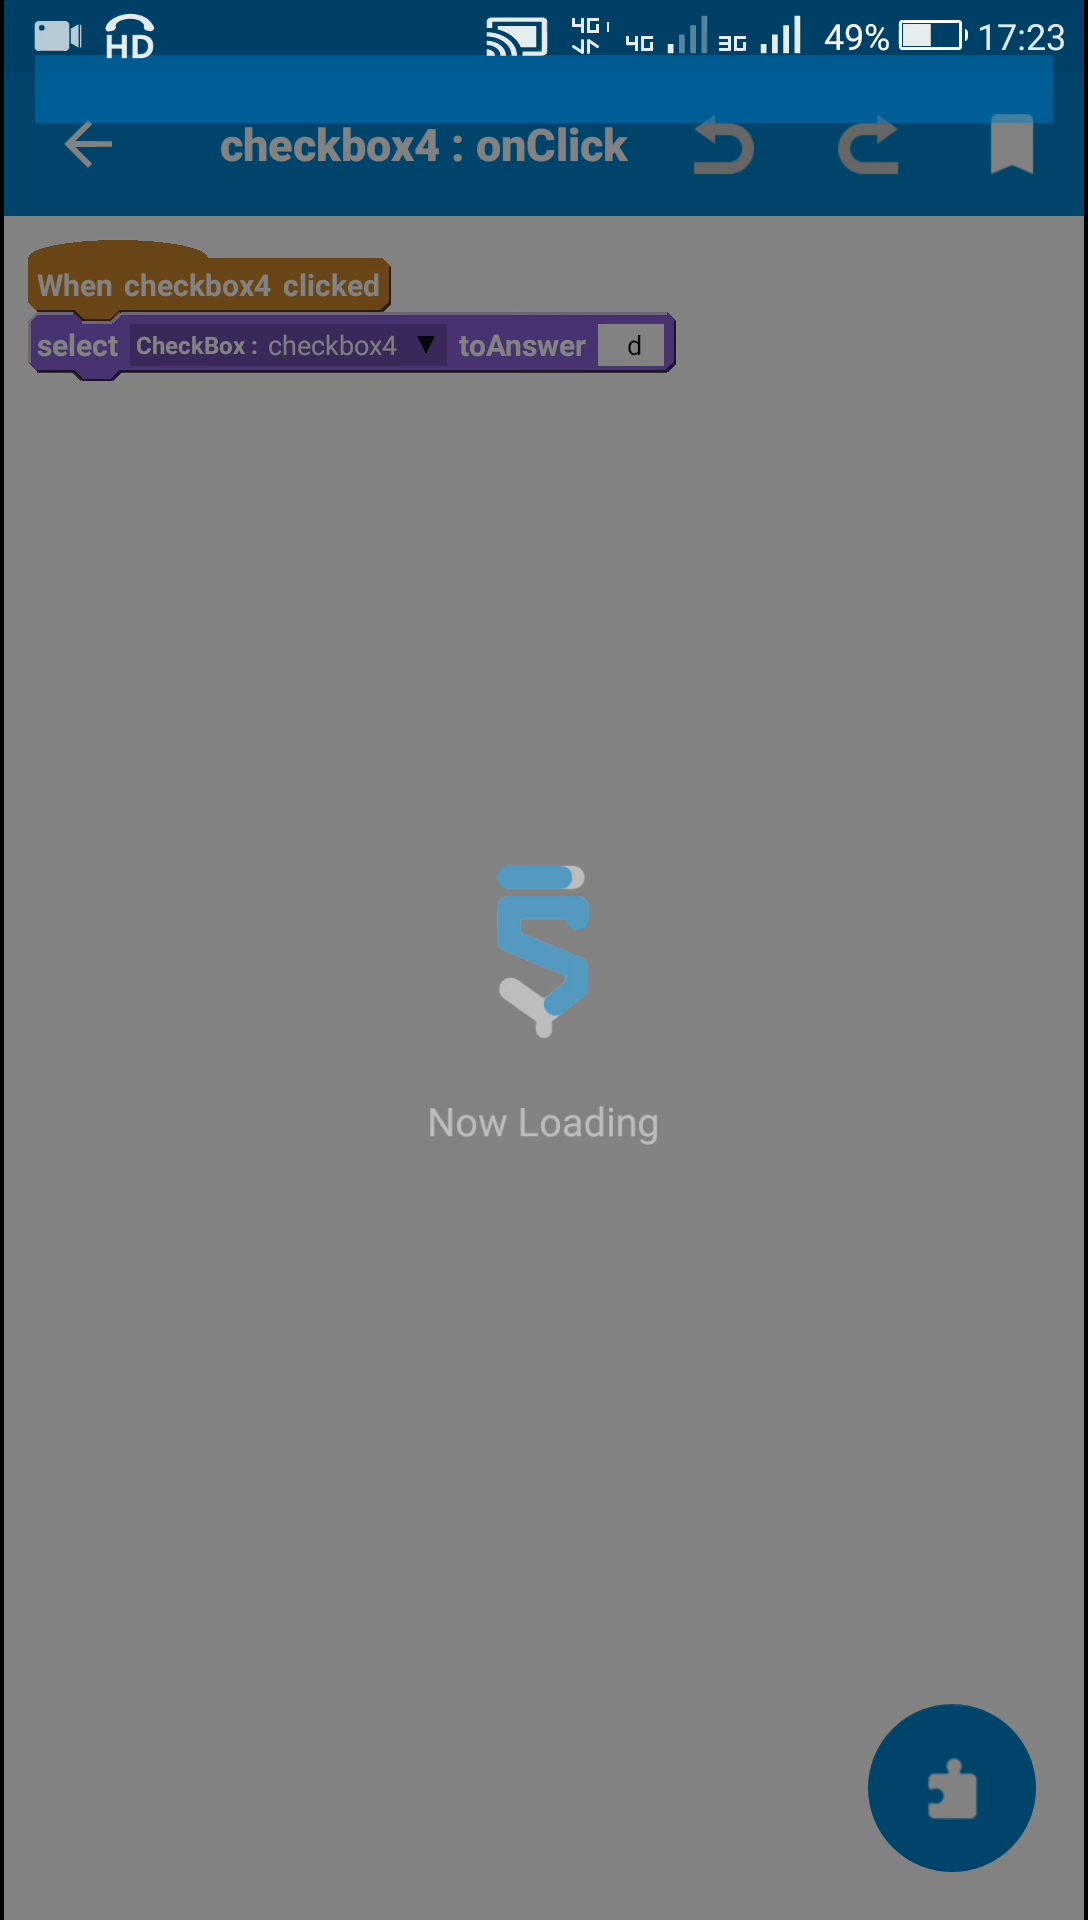 HD 4G 4G 3G 49% 17:23
checkbox4 : onClick
When checkbox4 clicked
select CheckBox : checkbox4 ▼ toAnswer d
Now Loading